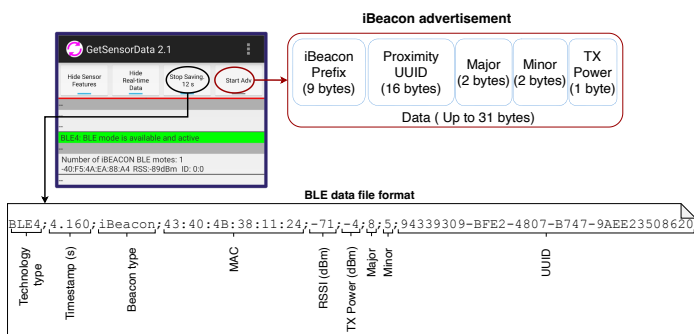 iBeacon advertisement
GetSensorData 2.1
Hide Sensor
Features
Hide
Real-time
Data
Stop Saving.
12 s
Start Adv
BLE4: BLE mode is available and active
Number of iBEACON BLE motes: 1
-40:F5:4A:EA:88:A4 RSS:-89dBm ID: 0:0
iBeacon
Prefix
(9 bytes)
Proximity
UUID
(16 bytes)
Major
(2 bytes)
Minor
(2 bytes)
TX
Power
(1 byte)
Data ( Up to 31 bytes)
BLE data file format
BLE4;4.160;iBeacon;43:40:4B:38:11:24;-71;-4;8;5;94339309-BFE2-4807-B747-9AEE23508620
Technology
type
Timestamp (s)
Beacon type
MAC
RSSI (dBm)
TX Power (dBm)
Major
Minor
UUID